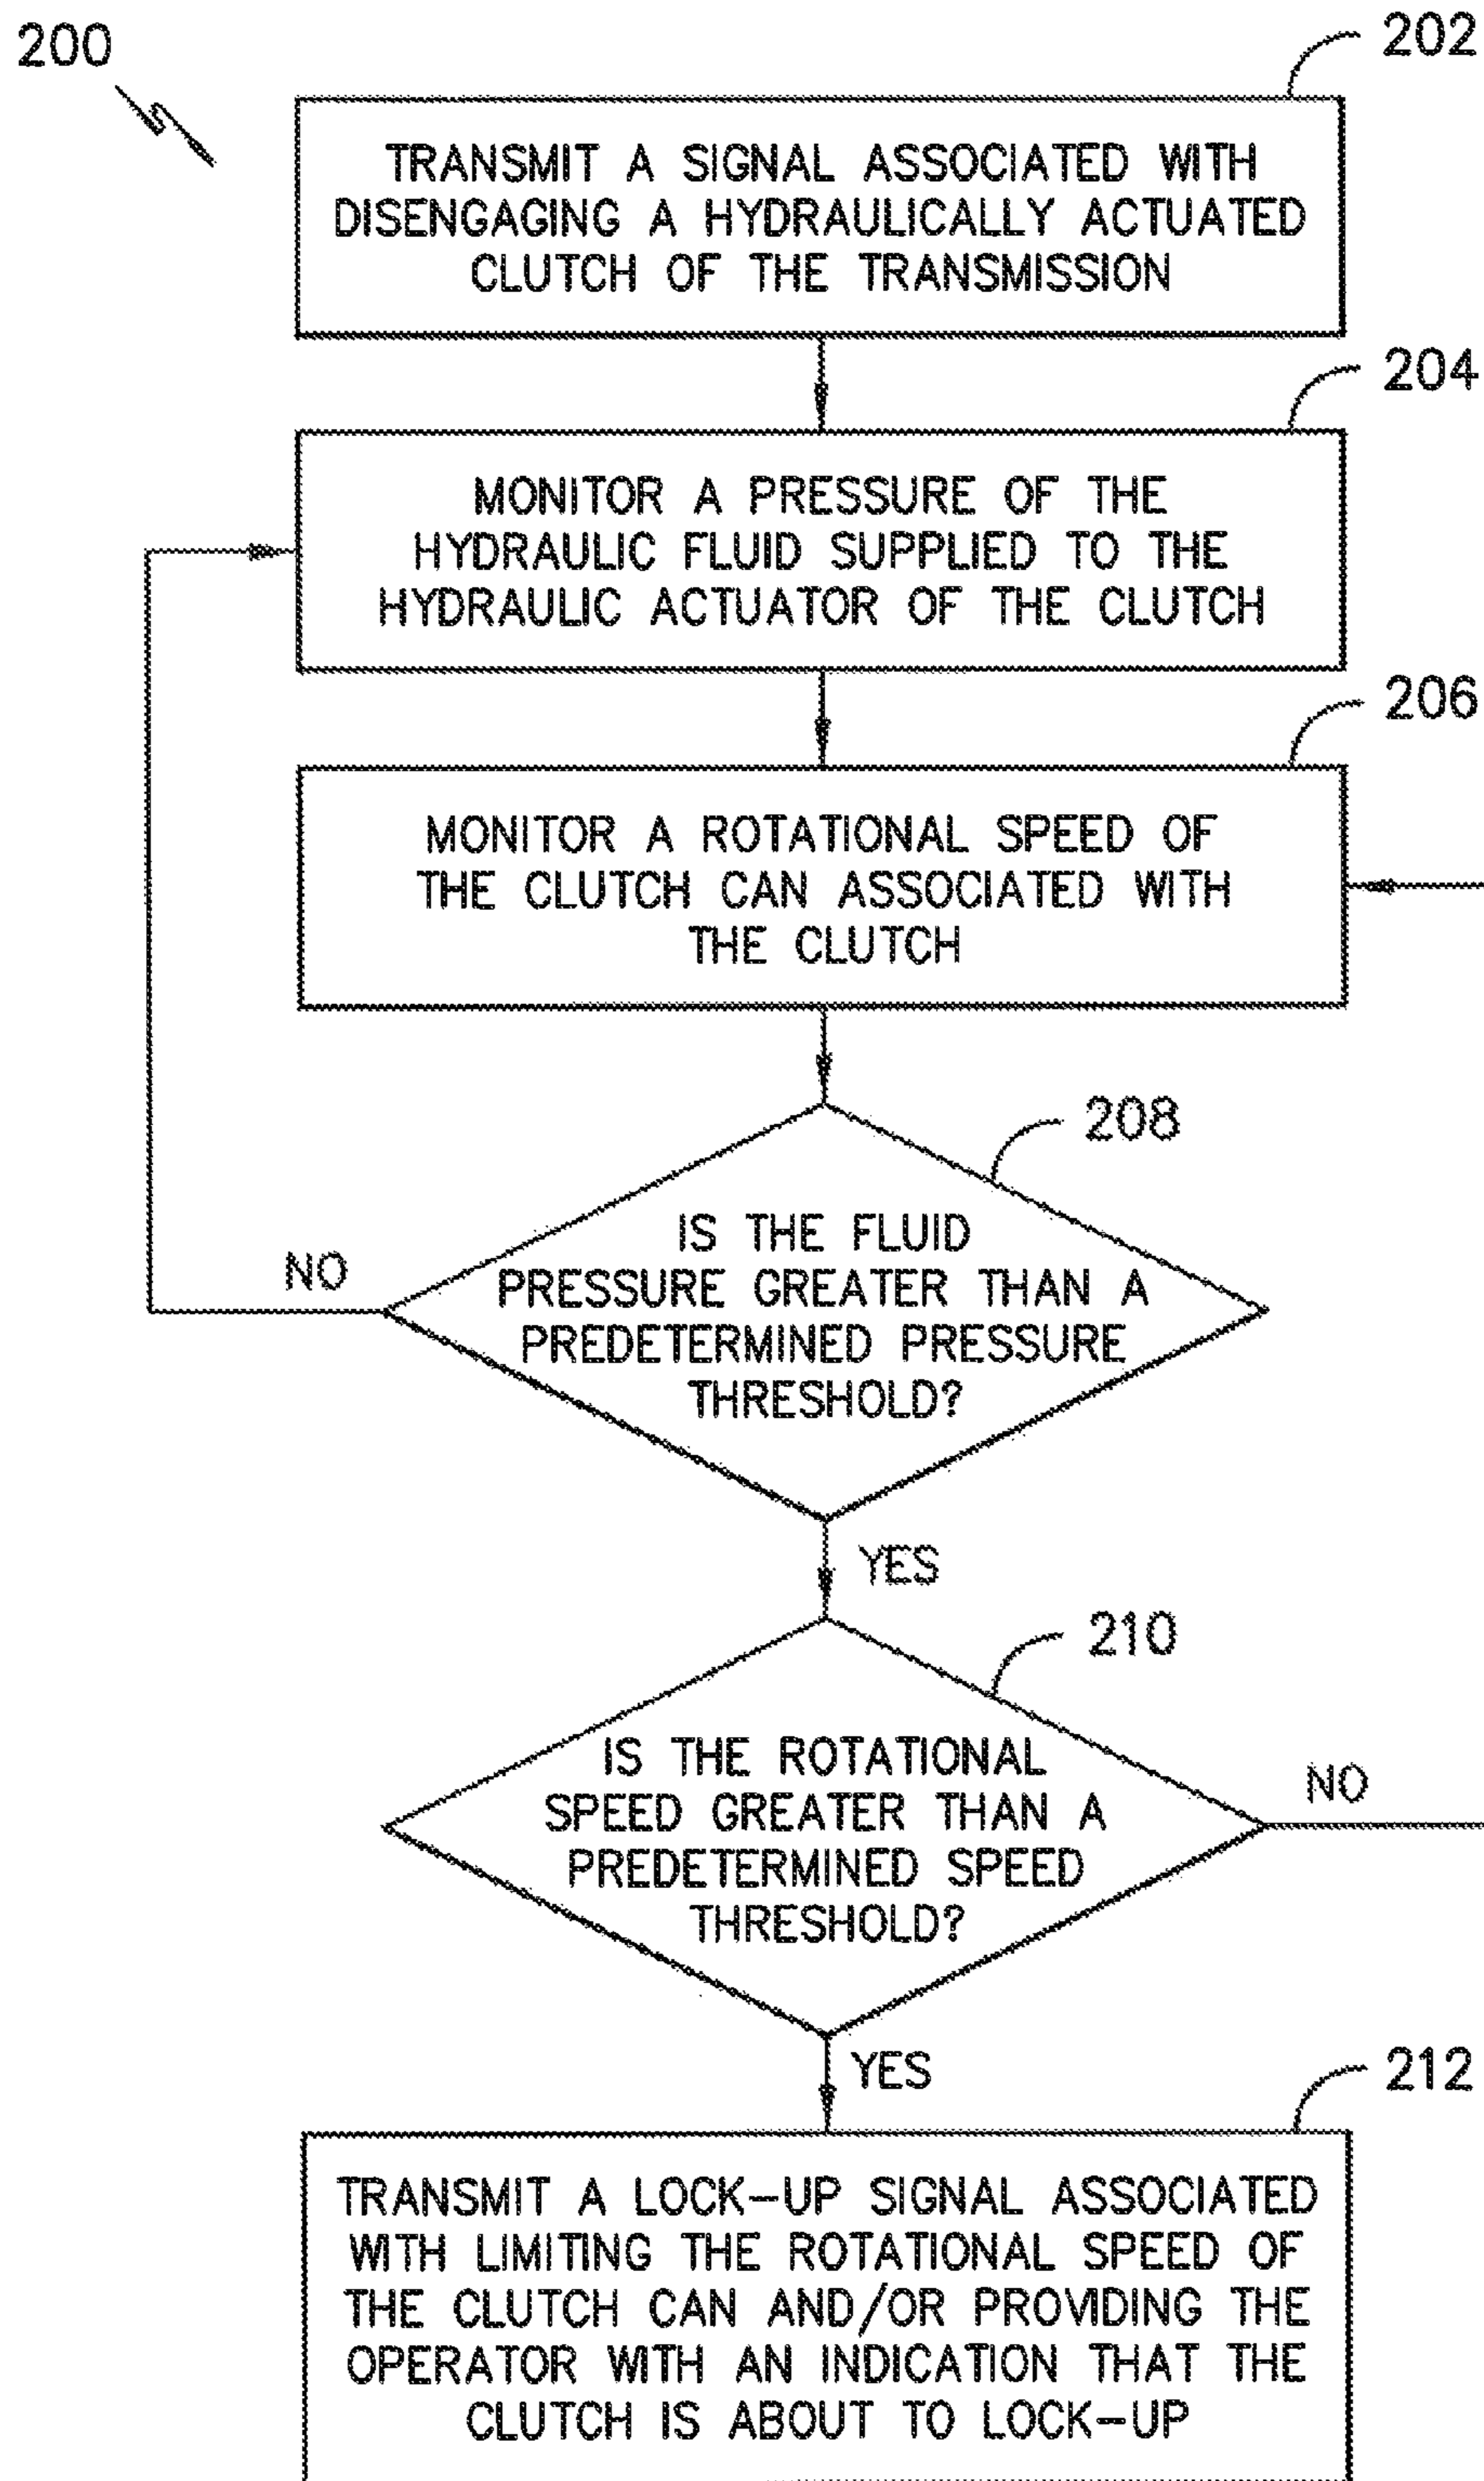 200
202
TRANSMIT A SIGNAL ASSOCIATED WITH
DISENGAGING A HYDRAULICALLY ACTUATED
CLUTCH OF THE TRANSMISSION
204
MONITOR A PRESSURE OF THE
HYDRAULIC FLUID SUPPLIED TO THE
HYDRAULIC ACTUATOR OF THE CLUTCH
206
MONITOR A ROTATIONAL SPEED OF
THE CLUTCH CAN ASSOCIATED WITH
THE CLUTCH
208
IS THE FLUID
PRESSURE GREATER THAN A
PREDETERMINED PRESSURE
THRESHOLD?
NO
YES
210
IS THE ROTATIONAL
SPEED GREATER THAN A
PREDETERMINED SPEED
THRESHOLD?
NO
YES
212
TRANSMIT A LOCK-UP SIGNAL ASSOCIATED
WITH LIMITING THE ROTATIONAL SPEED OF
THE CLUTCH CAN AND/OR PROVIDING THE
OPERATOR WITH AN INDICATION THAT THE
CLUTCH IS ABOUT TO LOCK-UP